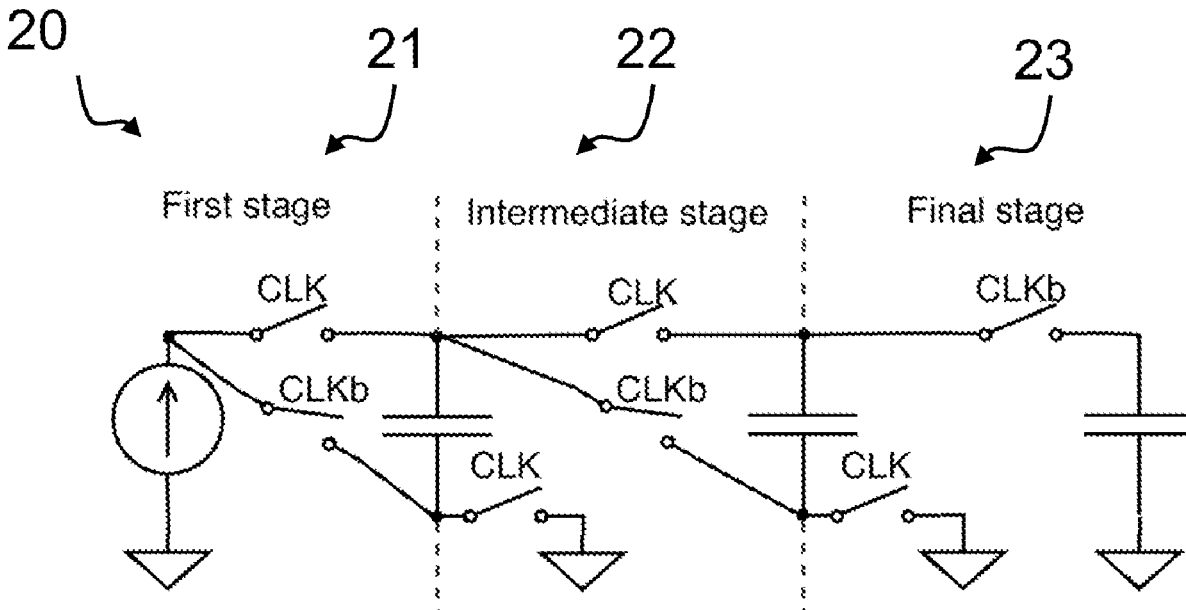 20
21
22
23
First stage
Intermediate stage
Final stage
CLK
CLK
CLKb
CLKb
CLKb
CLK
CLK